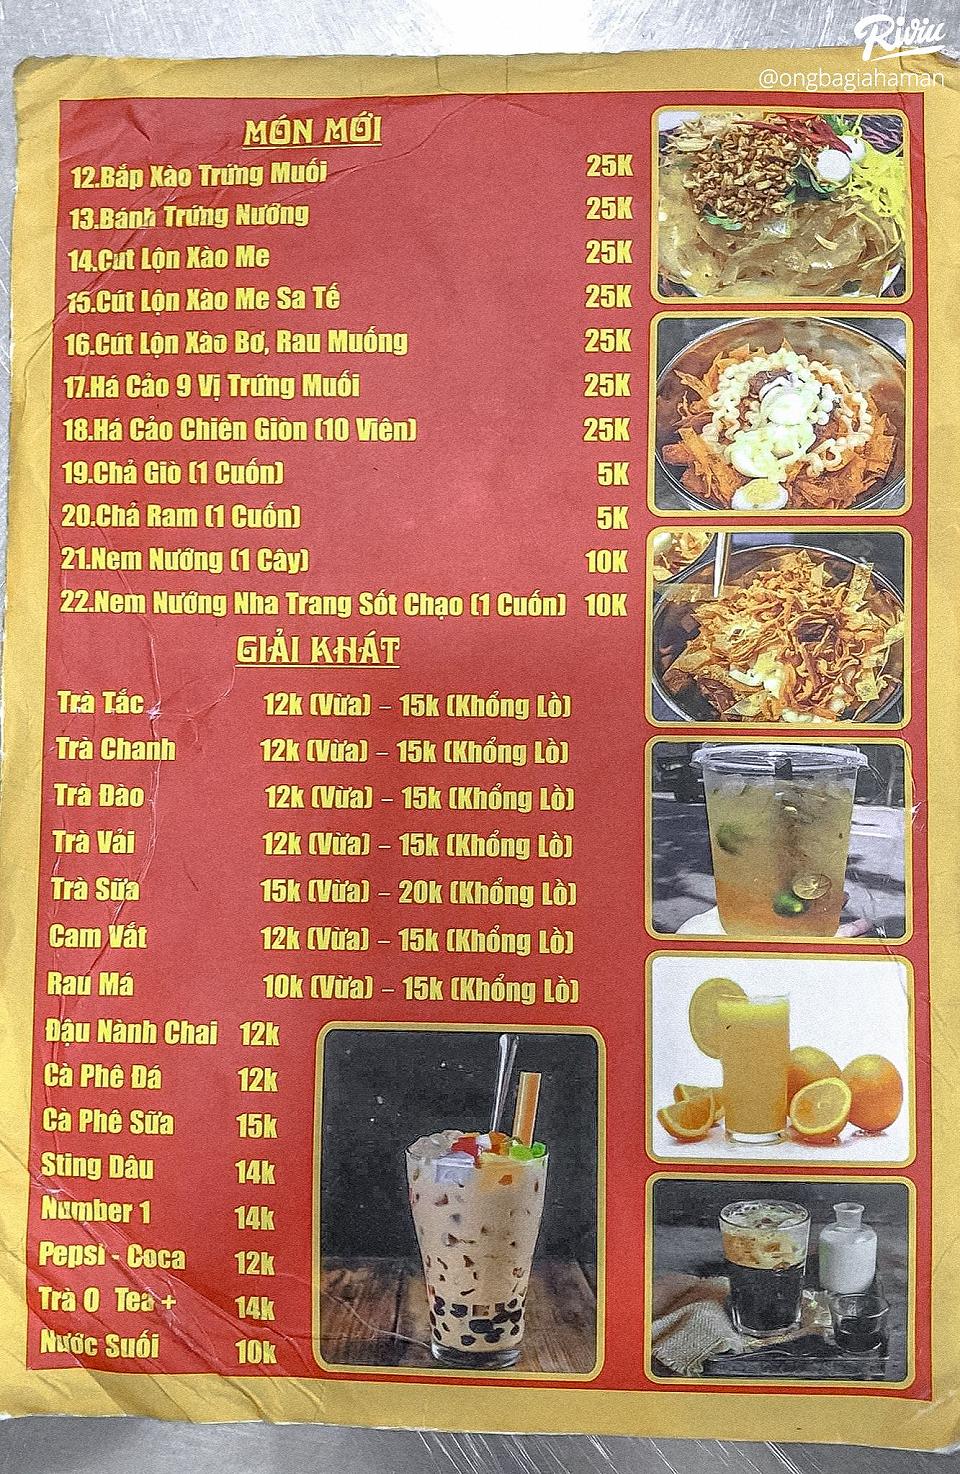 Riviu
@ongbagiahaman
MÓN MỚI
12.Bắp Xào Trứng Muối 25K
13.Bánh Trứng Nướng 25K
14.Cút Lộn Xào Me 25K
15.Cút Lộn Xào Me Sa Tế 25K
16.Cút Lộn Xào Bơ, Rau Muống 25K
17.Há Cảo 9 Vị Trứng Muối 25K
18.Há Cảo Chiên Giòn (10 Viên) 25K
19.Chả Giò (1 Cuốn) 5K
20.Chả Ram (1 Cuốn) 5K
21.Nem Nướng (1 Cây) 10K
22.Nem Nướng Nha Trang Sốt Chạo (1 Cuốn) 10K
GIẢI KHÁT
Trà Tắc 12k (Vừa) – 15k (Khổng Lồ)
Trà Chanh 12k (Vừa) – 15k (Khổng Lồ)
Trà Đào 12k (Vừa) – 15k (Khổng Lồ)
Trà Vải 12k (Vừa) – 15k (Khổng Lồ)
Trà Sữa 15k (Vừa) – 20k (Khổng Lồ)
Cam Vắt 12k (Vừa) – 15k (Khổng Lồ)
Rau Má 10k (Vừa) – 15k (Khổng Lồ)
Đậu Nành Chai 12k
Cà Phê Đá 12k
Cà Phê Sữa 15k
Sting Dâu 14k
Number 1 14k
Pepsi - Coca 12k
Trà O Tea + 14k
Nước Suối 10k